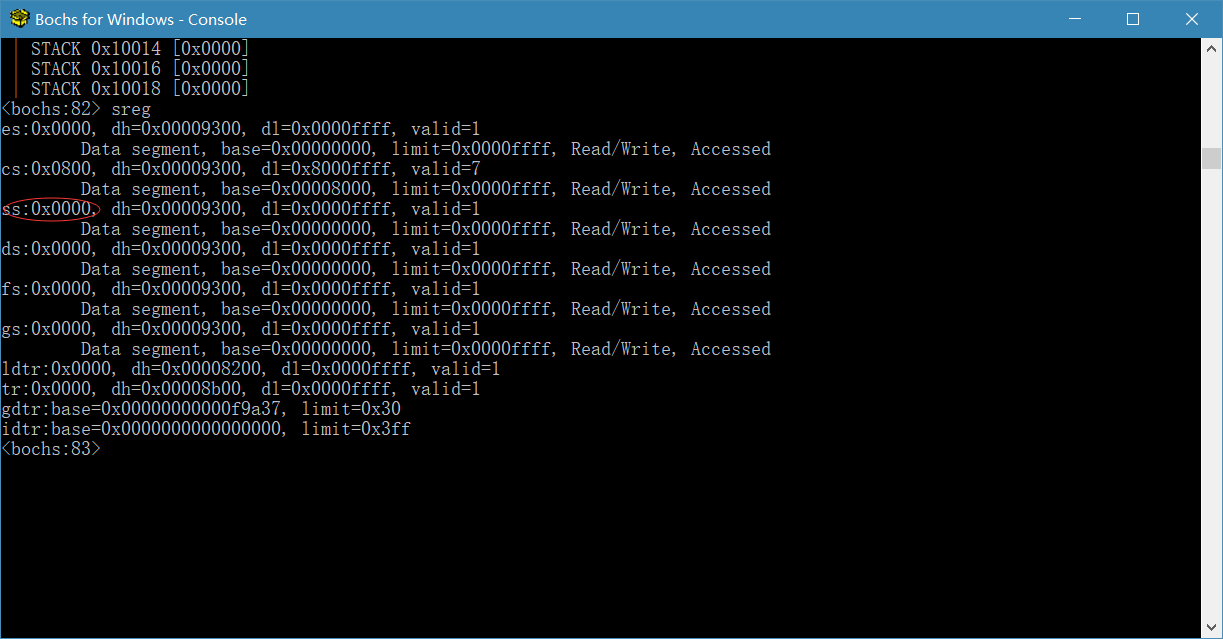 Bochs for Windows - Console
STACK 0x10014 [0x0000]
STACK 0x10016 [0x0000]
STACK 0x10018 [0x0000]
<bochs:82> sreg
es:0x0000, dh=0x00009300, dl=0x0000ffff, valid=1
Data segment, base=0x00000000, limit=0x0000ffff, Read/Write, Accessed
cs:0x0800, dh=0x00009300, dl=0x8000ffff, valid=7
Data segment, base=0x00008000, limit=0x0000ffff, Read/Write, Accessed
ss:0x0000, dh=0x00009300, dl=0x0000ffff, valid=1
Data segment, base=0x00000000, limit=0x0000ffff, Read/Write, Accessed
ds:0x0000, dh=0x00009300, dl=0x0000ffff, valid=1
Data segment, base=0x00000000, limit=0x0000ffff, Read/Write, Accessed
fs:0x0000, dh=0x00009300, dl=0x0000ffff, valid=1
Data segment, base=0x00000000, limit=0x0000ffff, Read/Write, Accessed
gs:0x0000, dh=0x00009300, dl=0x0000ffff, valid=1
Data segment, base=0x00000000, limit=0x0000ffff, Read/Write, Accessed
ldtr:0x0000, dh=0x00008200, dl=0x0000ffff, valid=1
tr:0x0000, dh=0x00008b00, dl=0x0000ffff, valid=1
gdtr:base=0x00000000000f9a37, limit=0x30
idtr:base=0x0000000000000000, limit=0x3ff
<bochs:83>